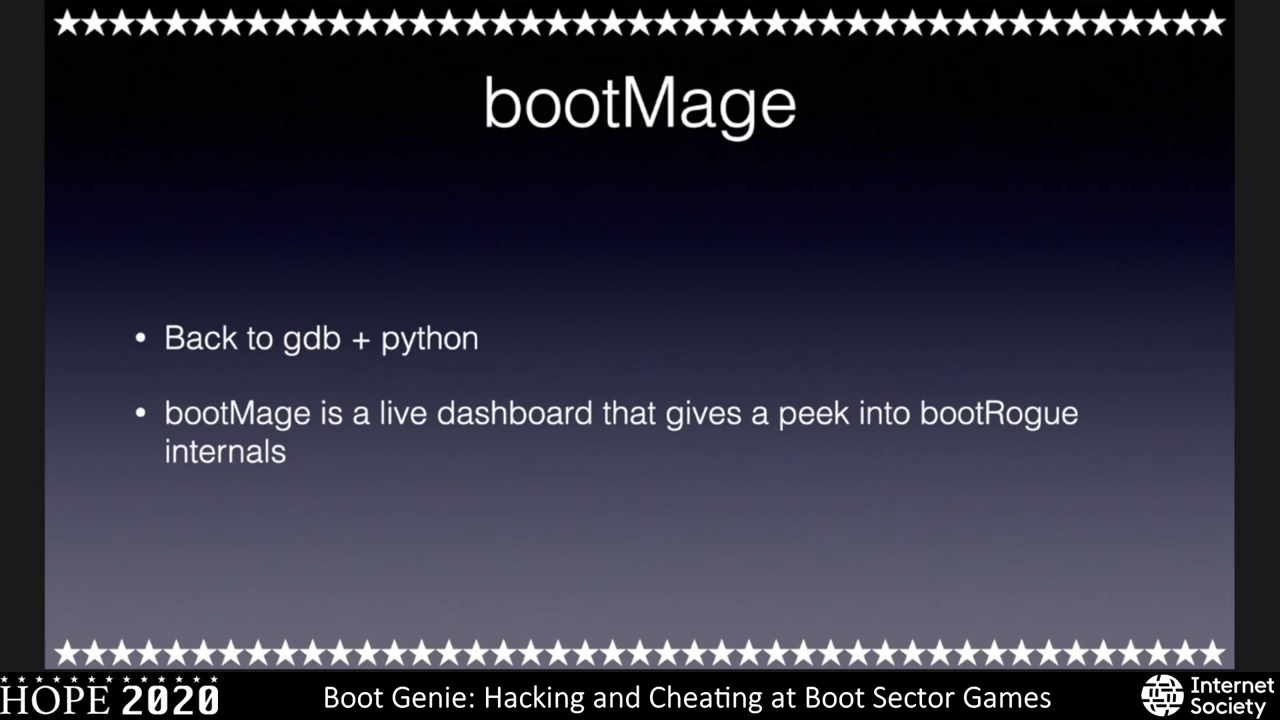 bootMage
• Back to gdb + python
• bootMage is a live dashboard that gives a peek into bootRogue
internals
HOPE 2020
Boot Genie: Hacking and Cheating at Boot Sector Games
Internet
Society